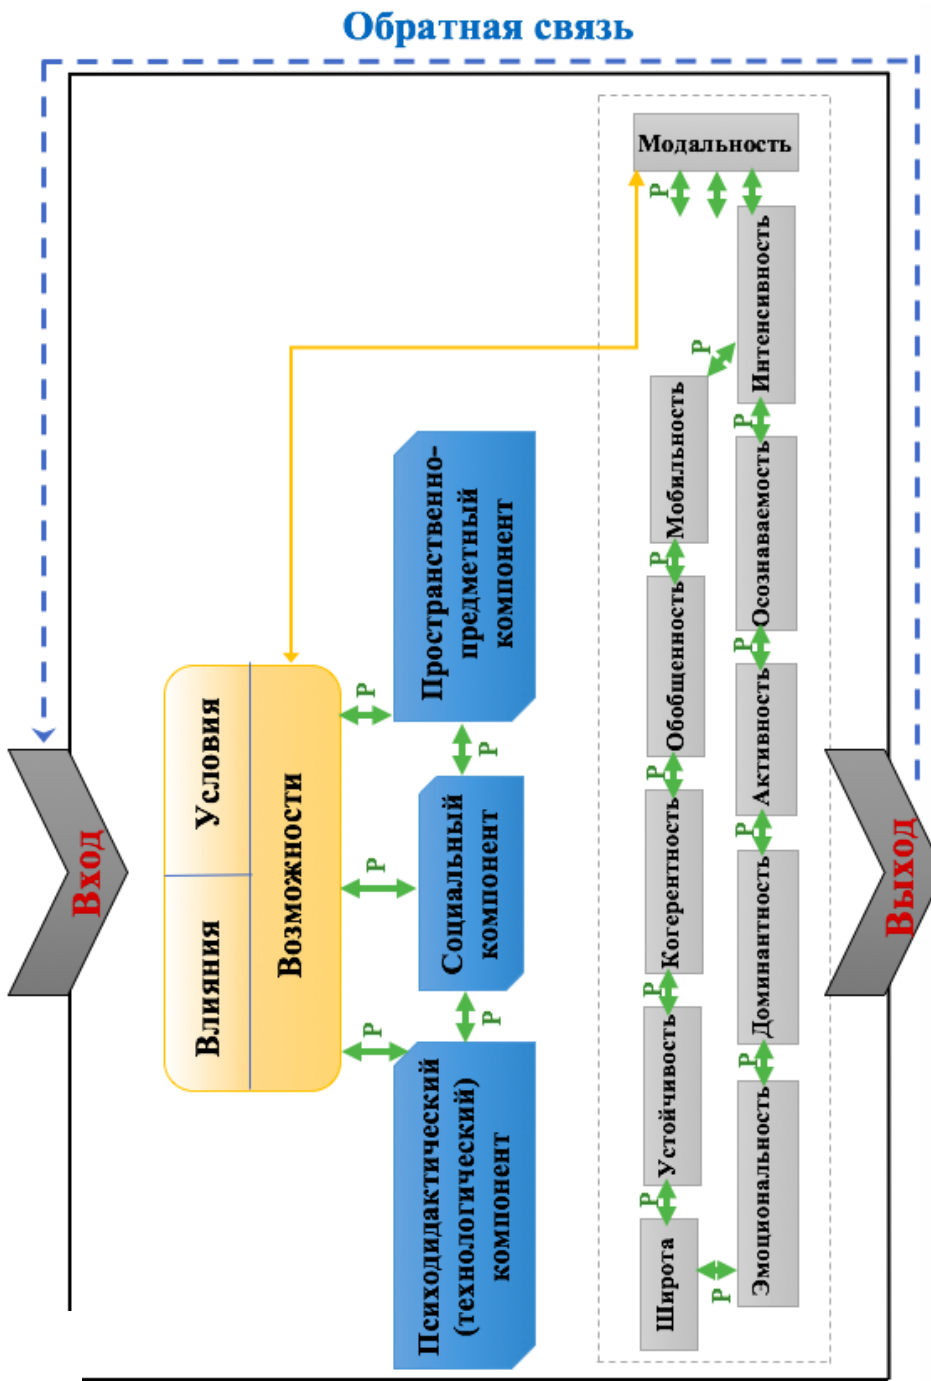 Обратная связь
Вход
Влияния
Условия
Возможности
Р
Р
Р
Психодидактический
(технологический)
компонент
Р
Социальный
компонент
Р
Пространственно-
предметный
компонент
Модальность
Р
Широта
Р
Устойчивость
Р
Когерентность
Р
Обобщенность
Р
Мобильность
Р
Р
Эмоциональность
Р
Доминантность
Р
Активность
Р
Осознаваемость
Р
Интенсивность
Выход